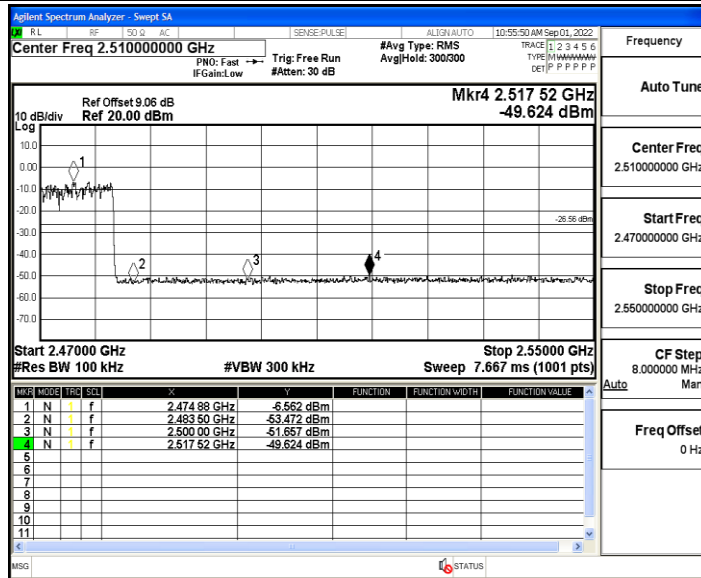 Agilent Spectrum Analyzer - Swept SA
RL RF 50 Ω AC SENSE:PULSE ALIGN AUTO 10:55:50 AM Sep 01, 2022
Center Freq 2.510000000 GHz
PNO: Fast
IFGain:Low
Trig: Free Run
#Atten: 30 dB
#Avg Type: RMS
Avg|Hold: 300/300
TRACE 1 2 3 4 5 6
TYPE M WWWWW
DET P P P P P P
Frequency
Auto Tune
Center Freq
2.510000000 GHz
Start Freq
2.470000000 GHz
Stop Freq
2.550000000 GHz
CF Step
8.000000 MHz
Auto Man
Freq Offset
0 Hz
Mkr4 2.517 52 GHz
-49.624 dBm
Ref Offset 9.06 dB
10 dB/div Ref 20.00 dBm
Log
10.0
0.00
-10.0
-20.0
-30.0
-40.0
-50.0
-60.0
-70.0
1
2
3
4
-26.56 dBm
Start 2.47000 GHz Stop 2.55000 GHz
#Res BW 100 kHz #VBW 300 kHz Sweep 7.667 ms (1001 pts)
MKR MODE TRC SCL X Y FUNCTION FUNCTION WIDTH FUNCTION VALUE
1 N 1 f 2.474 88 GHz -6.562 dBm
2 N 1 f 2.483 50 GHz -53.472 dBm
3 N 1 f 2.500 00 GHz -51.657 dBm
4 N 1 f 2.517 52 GHz -49.624 dBm
5
6
7
8
9
10
11
MSG STATUS